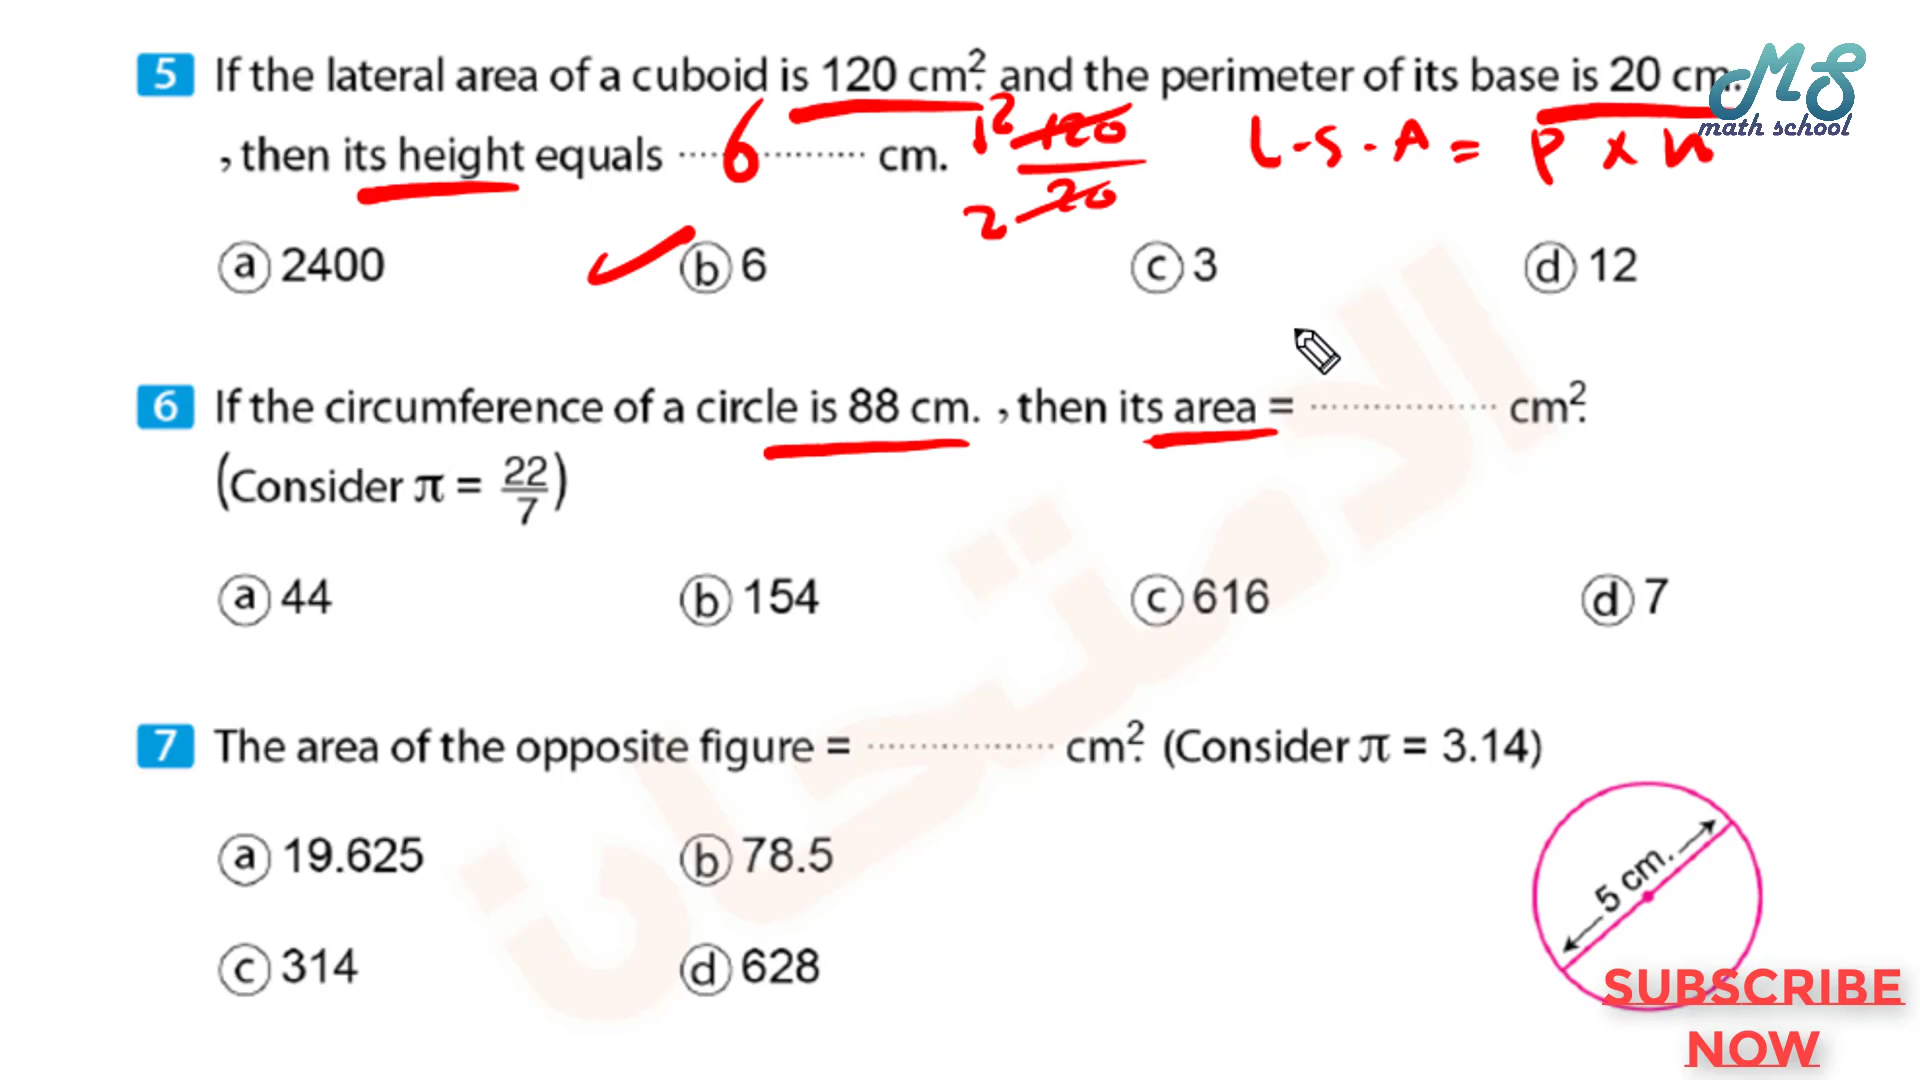 5 If the lateral area of a cuboid is 120 cm² and the perimeter of its base is 20 cm.
, then its height equals ····6············ cm.
12 120
2 20
L.S.A = P x h
MS
math school
a 2400 b 6 c 3 d 12
6 If the circumference of a circle is 88 cm. , then its area = ·················· cm².
(Consider π = 22/7)
a 44 b 154 c 616 d 7
7 The area of the opposite figure = ·················· cm². (Consider π = 3.14)
a 19.625 b 78.5
c 314 d 628
5 cm.
الامتحان
SUBSCRIBE
NOW